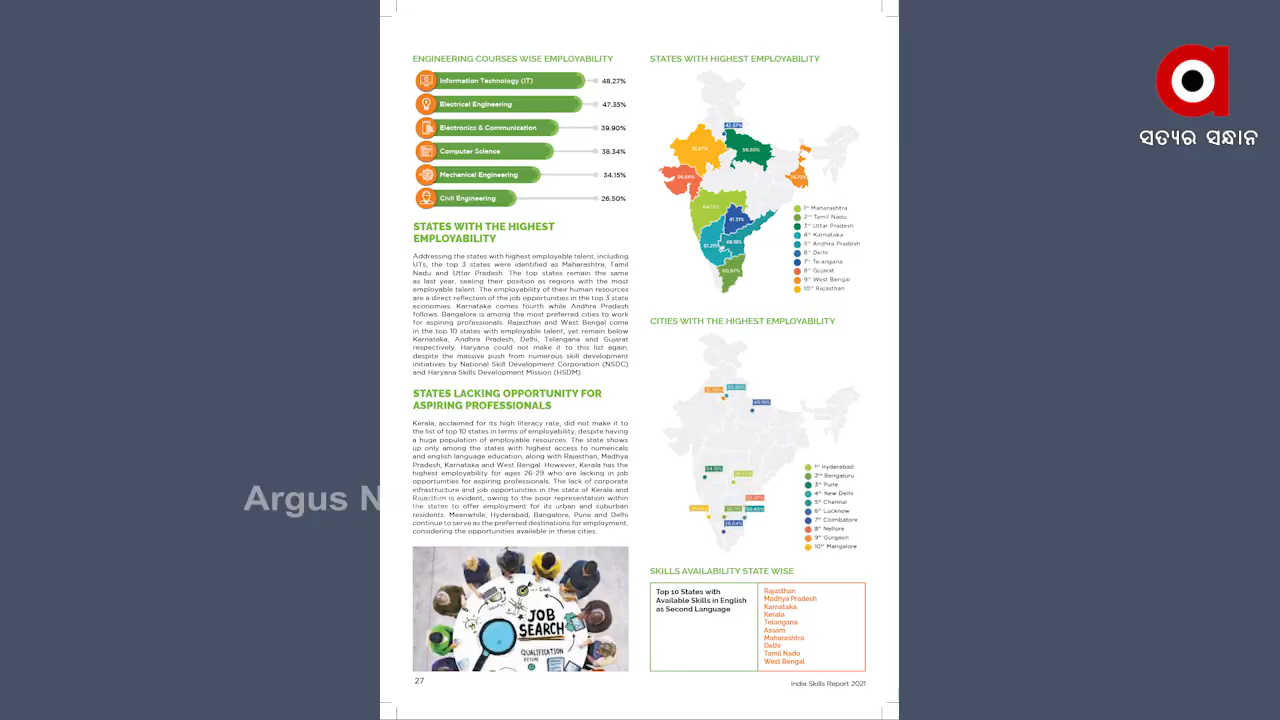 ENGINEERING COURSES WISE EMPLOYABILITY
Information Technology (IT) 48.27%
Electrical Engineering 47.35%
Electronics & Communication 39.90%
Computer Science 38.34%
Mechanical Engineering 34.15%
Civil Engineering 26.50%
STATES WITH THE HIGHEST
EMPLOYABILITY
Addressing the states with highest employable talent, including
UTs, the top 3 states were identified as Maharashtra, Tamil
Nadu and Uttar Pradesh. The top states remain the same
as last year, sealing their position as regions with the most
employable talent. The employability of their human resources
are a direct reflection of the job opportunities in the top 3 state
economies. Karnataka comes fourth while Andhra Pradesh
follows. Bangalore is among the most preferred cities to work
for aspiring professionals. Rajasthan and West Bengal come
in the top 10 states with employable talent, yet remain below
Karnataka, Andhra Pradesh, Delhi, Telangana and Gujarat
respectively. Haryana could not make it to this list again,
despite the massive push from numerous skill development
initiatives by National Skill Development Corporation (NSDC)
and Haryana Skills Development Mission (HSDM).
STATES LACKING OPPORTUNITY FOR
ASPIRING PROFESSIONALS
Kerala, acclaimed for its high literacy rate, did not make it to
the list of top 10 states in terms of employability, despite having
a huge population of employable resources. The state shows
up only among the states with highest access to numericals
and english language education, along with Rajasthan, Madhya
Pradesh, Karnataka and West Bengal. However, Kerala has the
highest employability for ages 26-29 who are lacking in job
opportunities for aspiring professionals. The lack of corporate
infrastructure and job opportunities in the state of Kerala and
Rajasthan is evident, owing to the poor representation within
the states to offer employment for its urban and suburban
residents. Meanwhile, Hyderabad, Bangalore, Pune and Delhi
continue to serve as the preferred destinations for employment,
considering the opportunities available in these cities.
JOB
SEARCH
QUALIFICATION
27
STATES WITH HIGHEST EMPLOYABILITY
1st Maharashtra
2nd Tamil Nadu
3rd Uttar Pradesh
4th Karnataka
5th Andhra Pradesh
6th Delhi
7th Telangana
8th Gujarat
9th West Bengal
10th Rajasthan
CITIES WITH THE HIGHEST EMPLOYABILITY
1st Hyderabad
2nd Bengaluru
3rd Pune
4th New Delhi
5th Chennai
6th Lucknow
7th Coimbatore
8th Nellore
9th Gurgaon
10th Mangalore
SKILLS AVAILABILITY STATE WISE
Top 10 States with
Available Skills in English
as Second Language
Rajasthan
Madhya Pradesh
Karnataka
Kerala
Telangana
Assam
Maharashtra
Delhi
Tamil Nadu
West Bengal
India Skills Report 2021
Argus N
ସତ୍ୟର ସନ୍ଧାନ